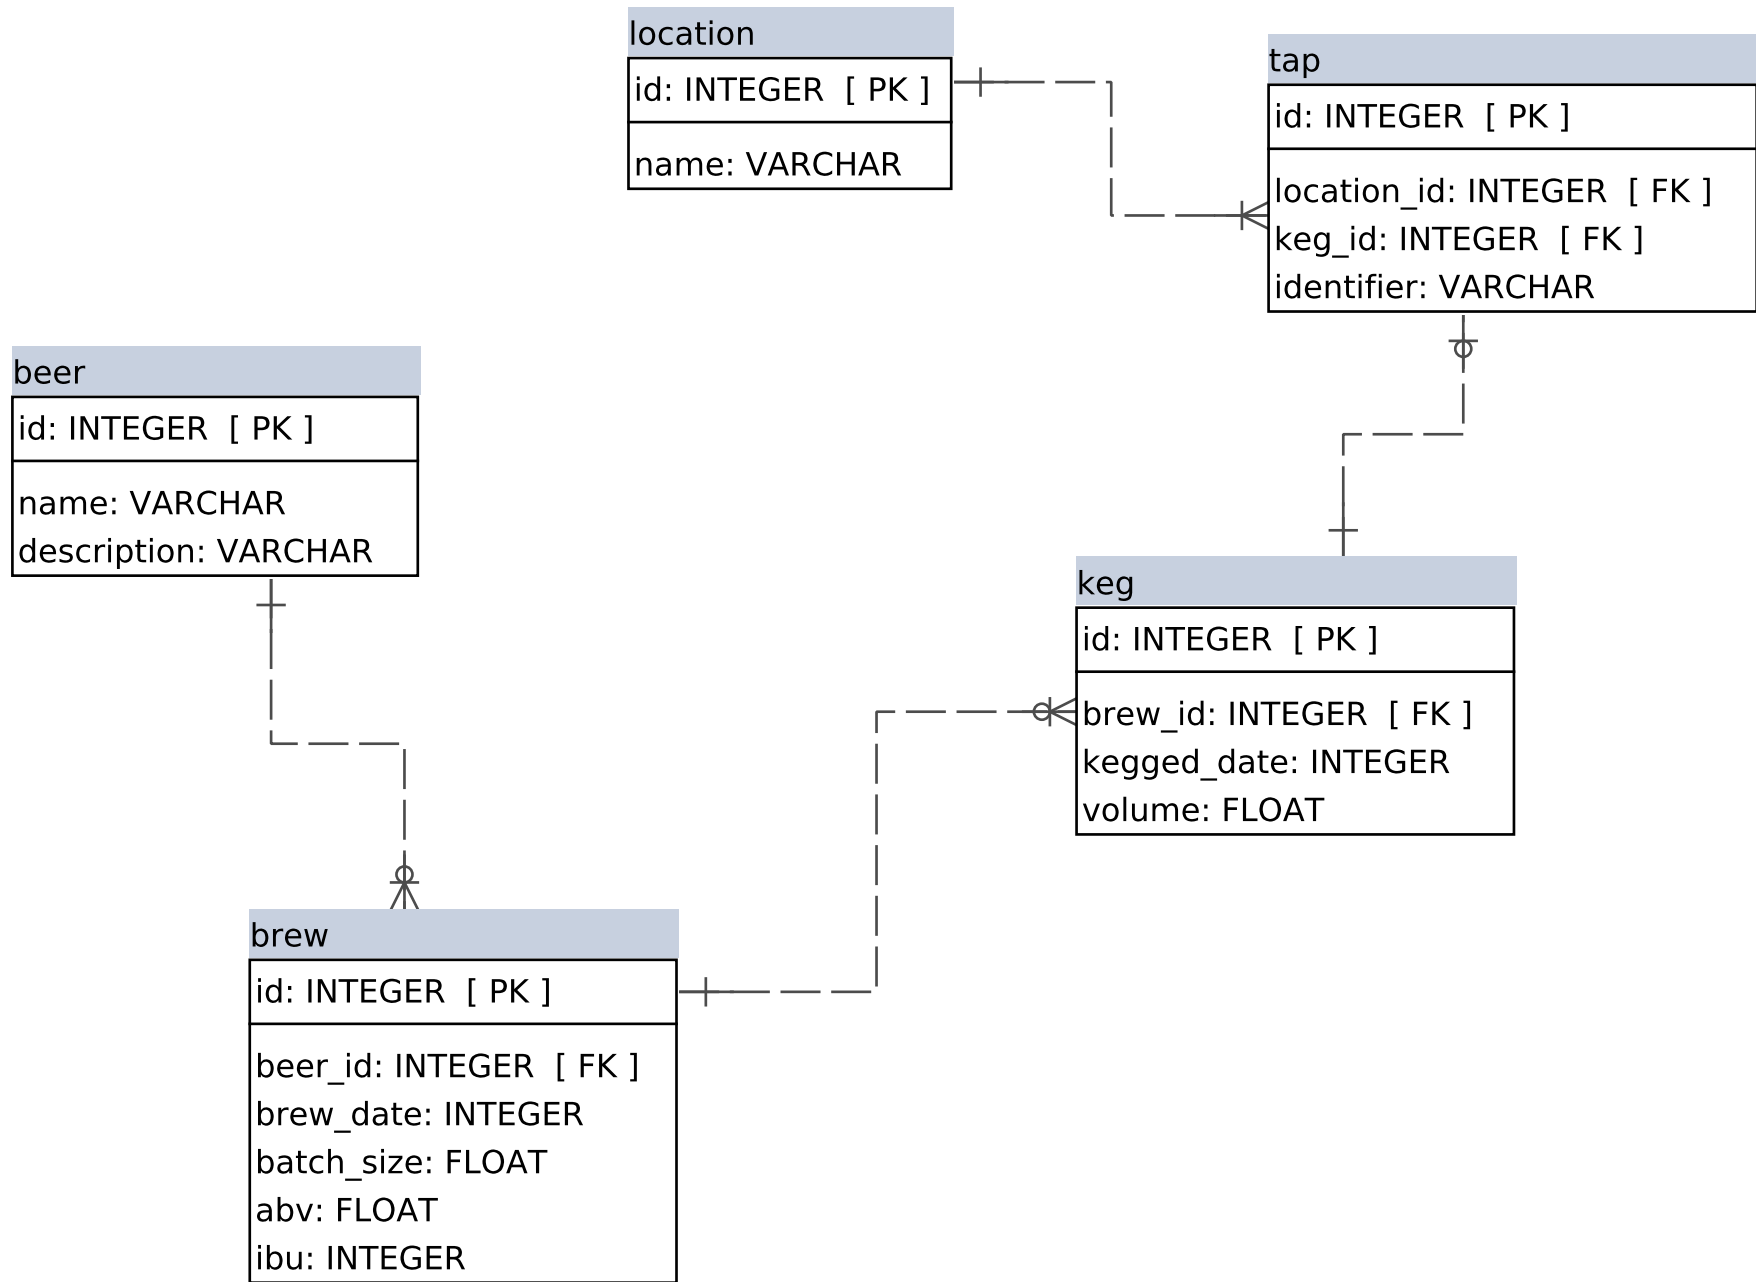 location
id: INTEGER [ PK ]
name: VARCHAR
tap
id: INTEGER [ PK ]
location_id: INTEGER [ FK ]
keg_id: INTEGER [ FK ]
identifier: VARCHAR
beer
id: INTEGER [ PK ]
name: VARCHAR
description: VARCHAR
keg
id: INTEGER [ PK ]
brew_id: INTEGER [ FK ]
kegged_date: INTEGER
volume: FLOAT
brew
id: INTEGER [ PK ]
beer_id: INTEGER [ FK ]
brew_date: INTEGER
batch_size: FLOAT
abv: FLOAT
ibu: INTEGER